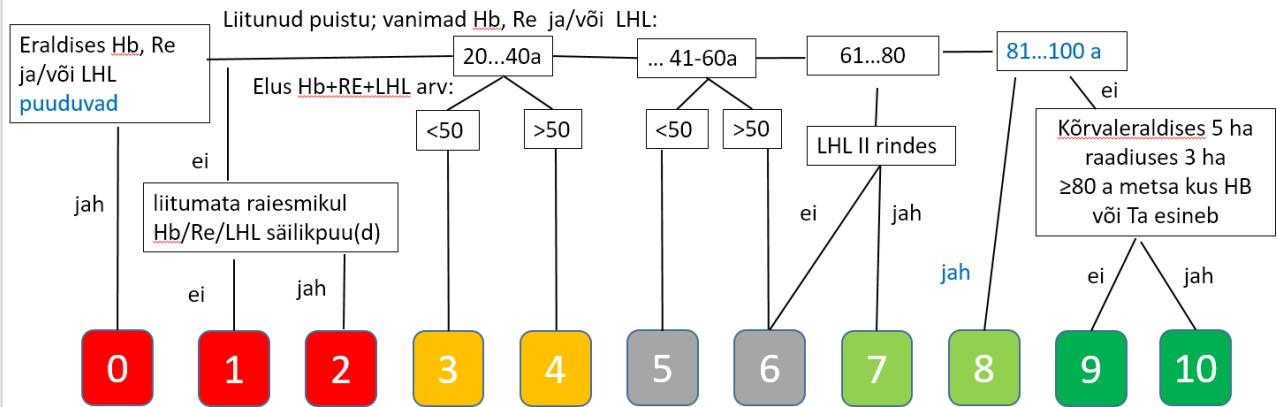 Liitunud puistu; vanimad Hb, Re ja/või LHL:
Eraldises Hb, Re
ja/või LHL
puuduvad
20...40a
... 41-60a
61...80
81...100 a
Elus Hb+RE+LHL arv:
<50
>50
<50
>50
LHL II rindes
ei
Kõrvaleraldises 5 ha
raadiuses 3 ha
≥80 a metsa kus HB
või Ta esineb
ei
jah
liitumata raiesmikul
Hb/Re/LHL säilikpuu(d)
ei
jah
jah
ei
jah
ei
jah
0
1
2
3
4
5
6
7
8
9
10